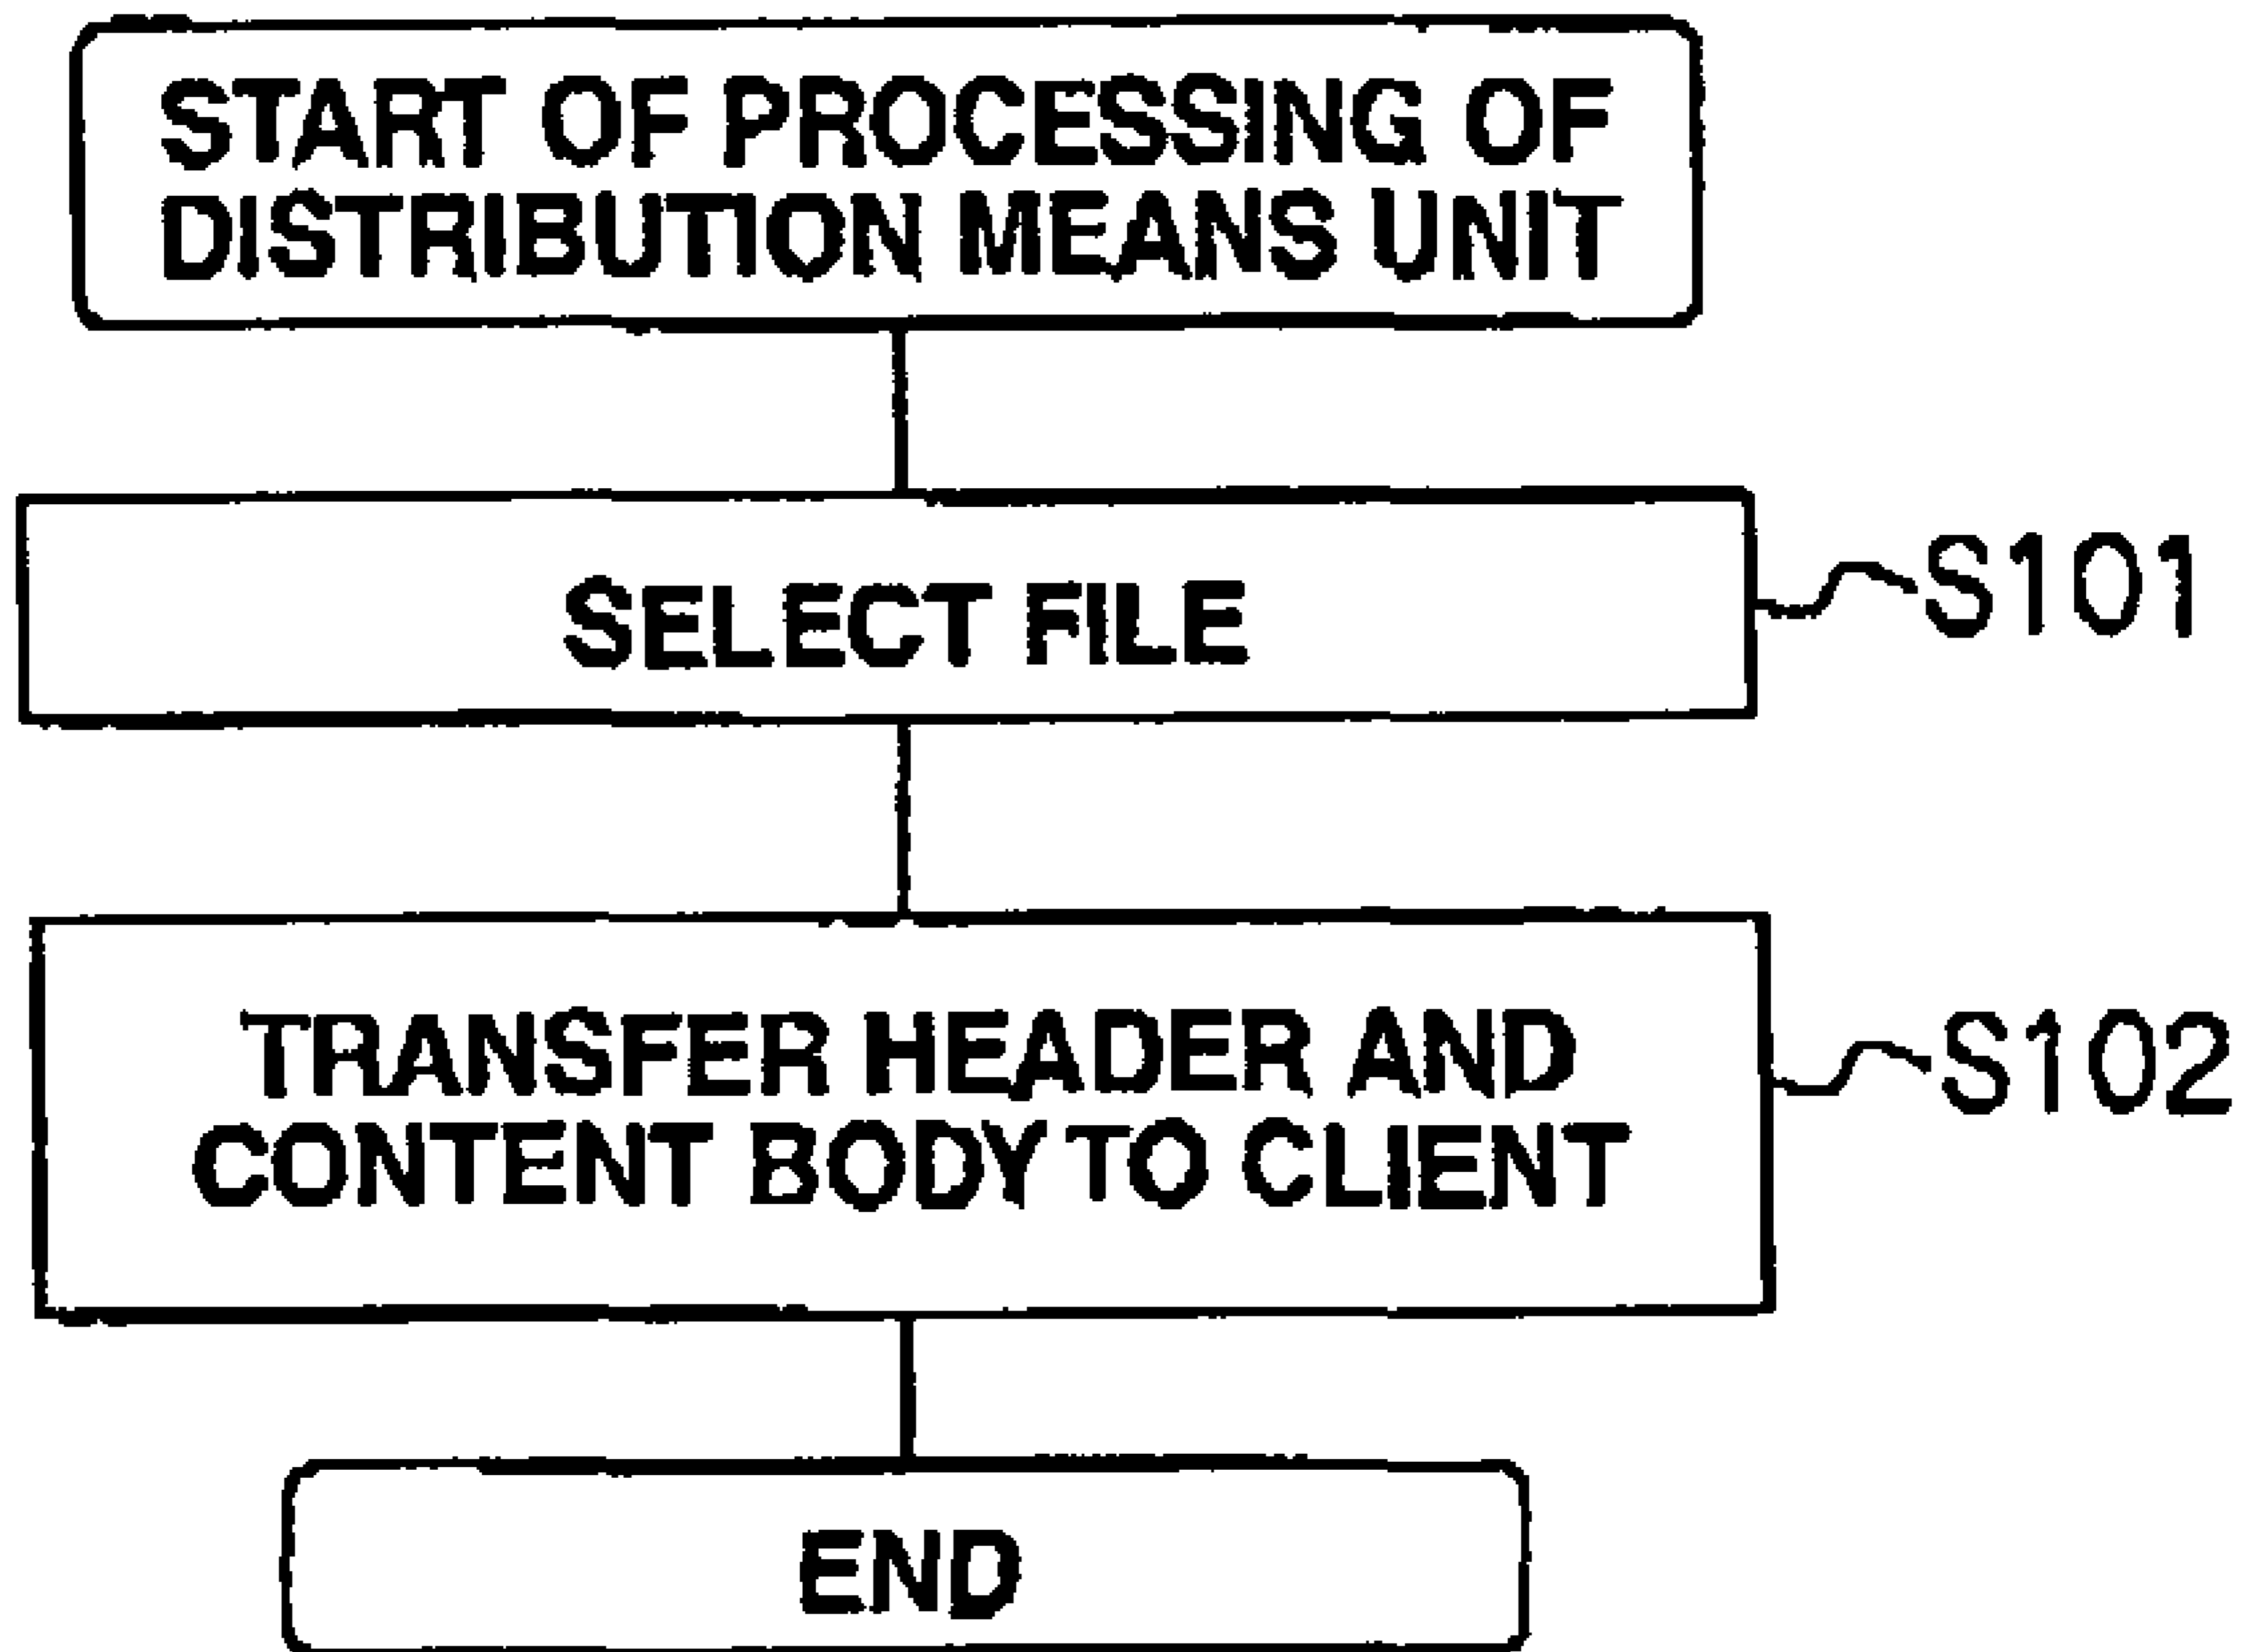 START OF PROCESSING OF
DISTRIBUTION MEANS UNIT
SELECT FILE
S101
TRANSFER HEADER AND
CONTENT BODY TO CLIENT
S102
END